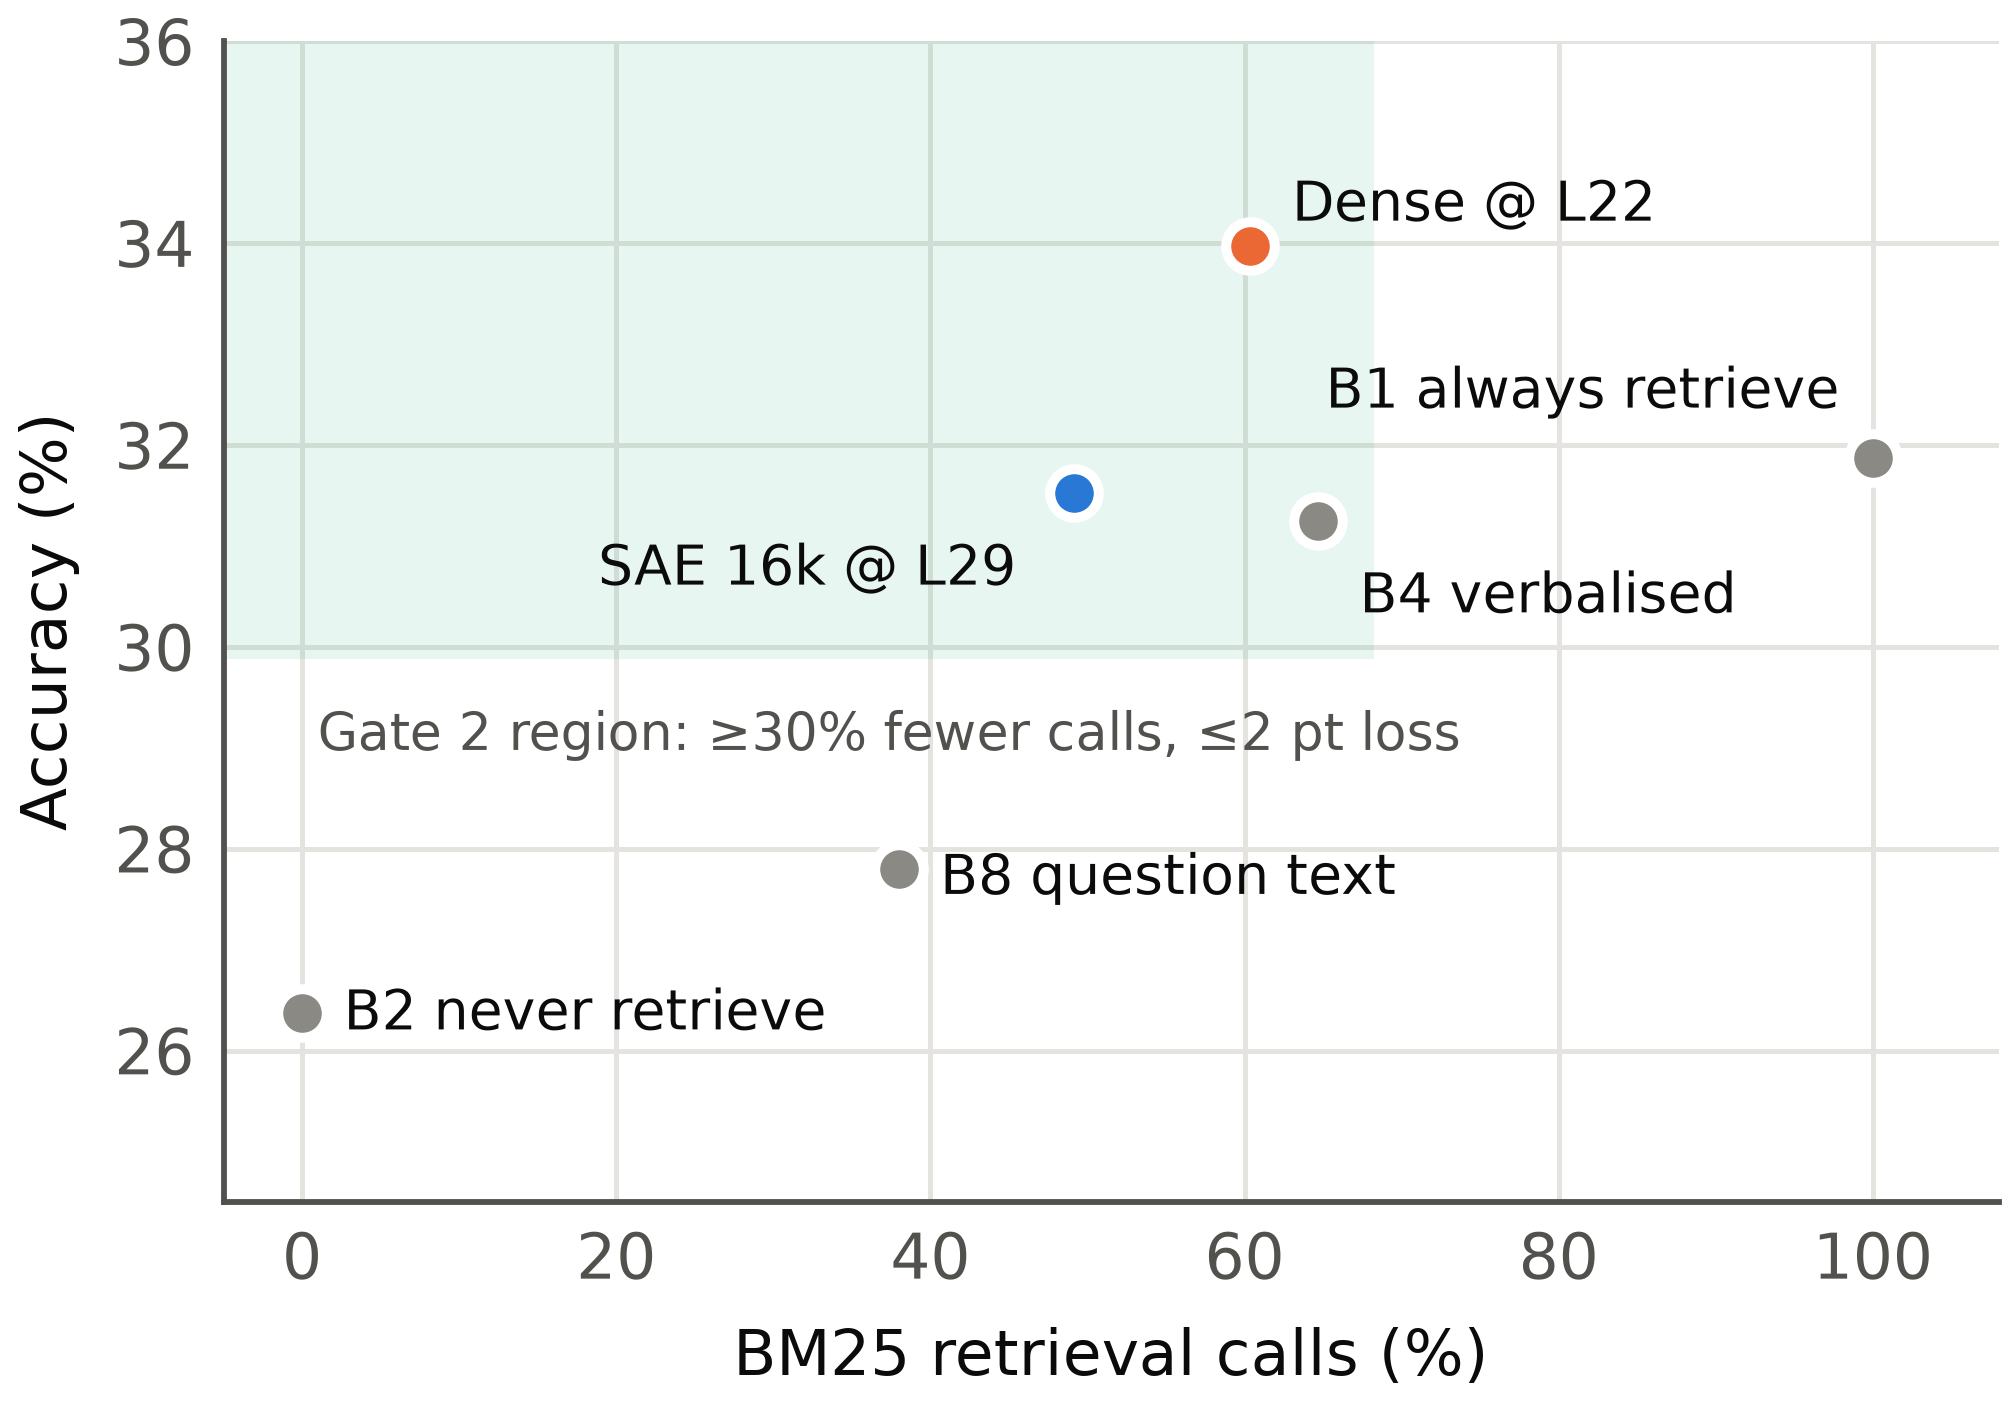 36
34
32
30
28
26
Accuracy (%)
Dense @ L22
B1 always retrieve
SAE 16k @ L29
B4 verbalised
Gate 2 region: ≥30% fewer calls, ≤2 pt loss
B8 question text
B2 never retrieve
0 20 40 60 80 100
BM25 retrieval calls (%)